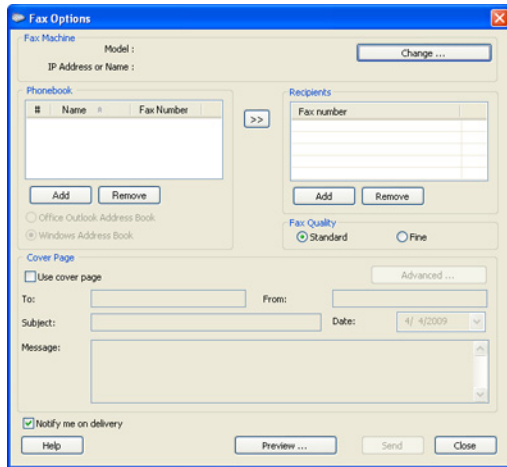 Fax Options
Fax Machine
Model :
Change ...
IP Address or Name :
Phonebook
# Name Fax Number
>>
Recipients
Fax number
Add Remove
Add Remove
Office Outlook Address Book
Windows Address Book
Fax Quality
Standard Fine
Cover Page
Use cover page
Advanced ...
To: From:
Subject: Date: 4/ 4/2009
Message:
Notify me on delivery
Help Preview ... Send Close